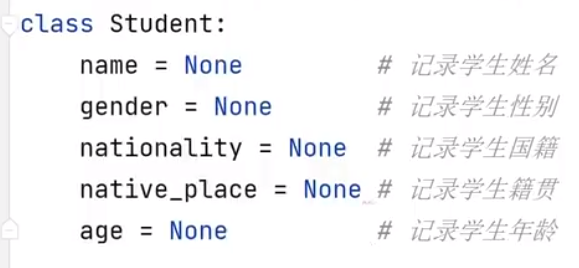 class Student:
    name = None          # 记录学生姓名
    gender = None        # 记录学生性别
    nationality = None   # 记录学生国籍
    native_place = None  # 记录学生籍贯
    age = None           # 记录学生年龄